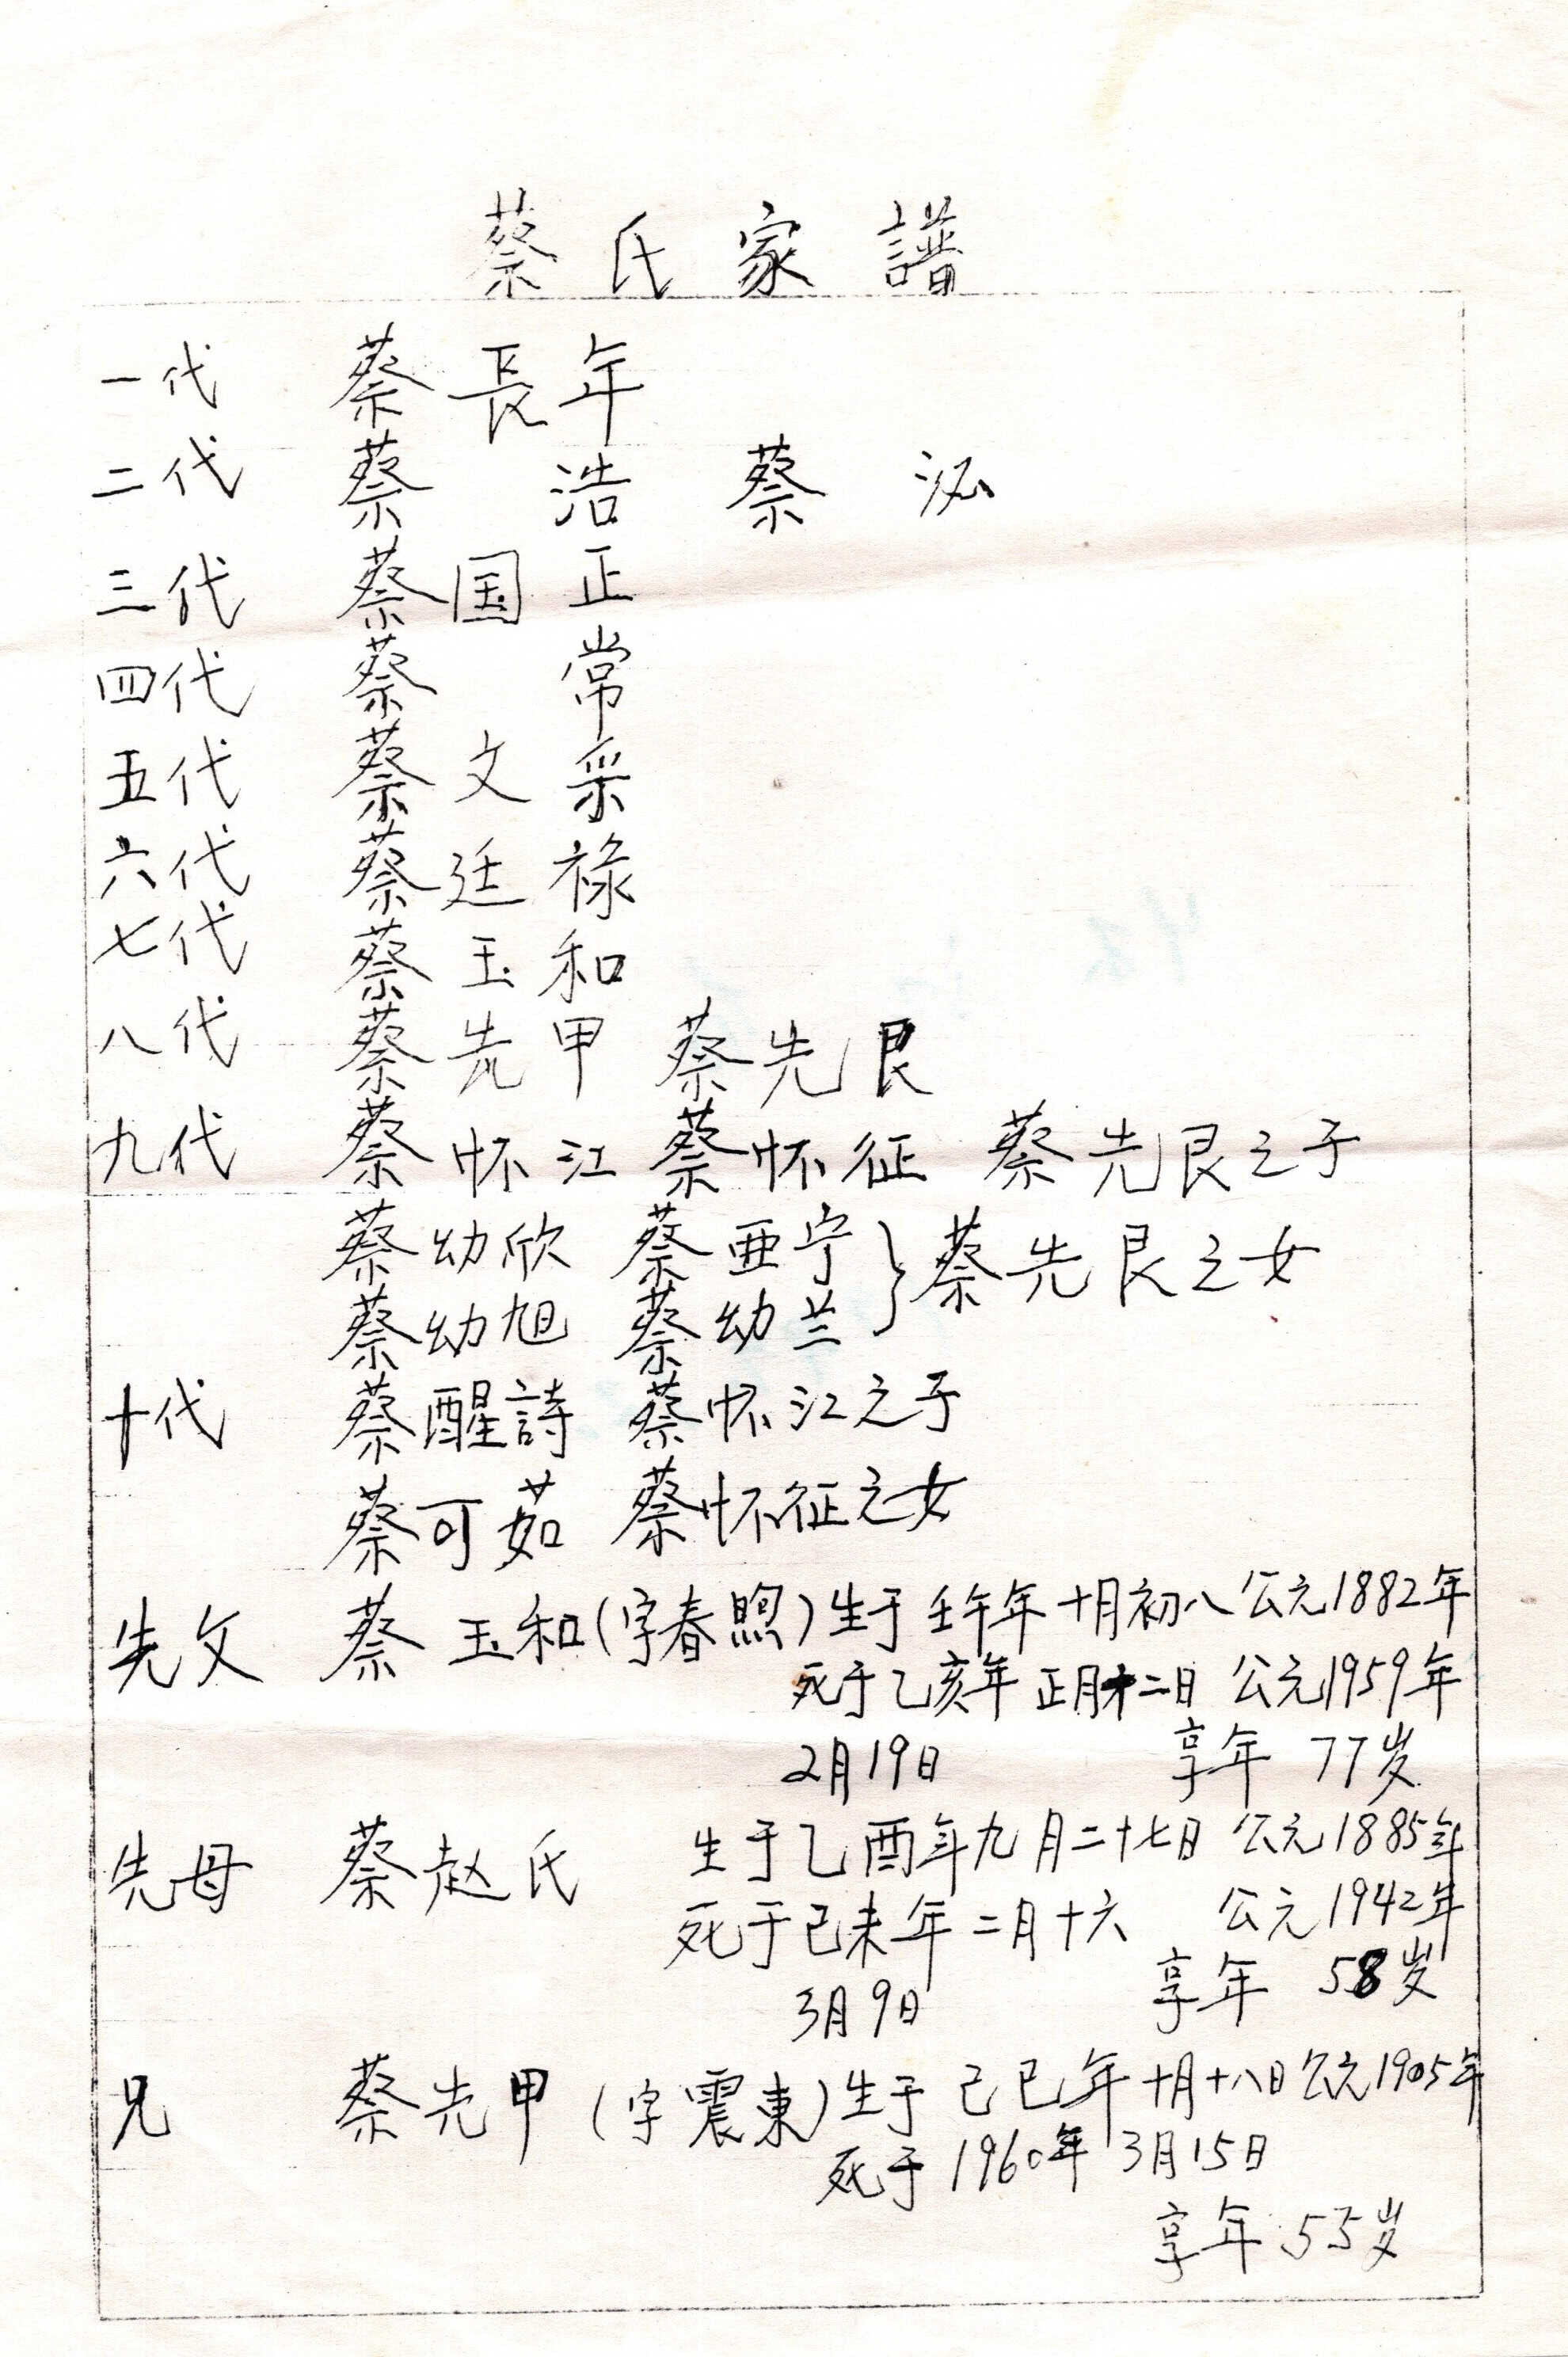 蔡氏家譜
一代 蔡長年
二代 蔡 浩 蔡 泓
三代 蔡国正
四代 蔡 常
五代 蔡文采
六代 蔡廷祿
七代 蔡玉和
八代 蔡先甲 蔡先艮
九代 蔡怀江 蔡怀征 蔡先艮之子
蔡幼欣 蔡亜宁 } 蔡先艮之女
蔡幼旭 蔡幼兰
十代 蔡醒詩 蔡怀江之子
蔡可茹 蔡怀征之女
先父 蔡玉和(字春煦)生于壬午年十月初八公元1882年
死于乙亥年正月十二日 公元1959年
2月19日 享年 77岁
先母 蔡赵氏 生于乙酉年九月二十七日 公元1885年
死于己未年二月十六 公元1942年
3月9日 享年 58岁
兄 蔡先甲(字震東)生于己巳年十月十八日公元1905年
死于1960年3月15日
享年 55岁